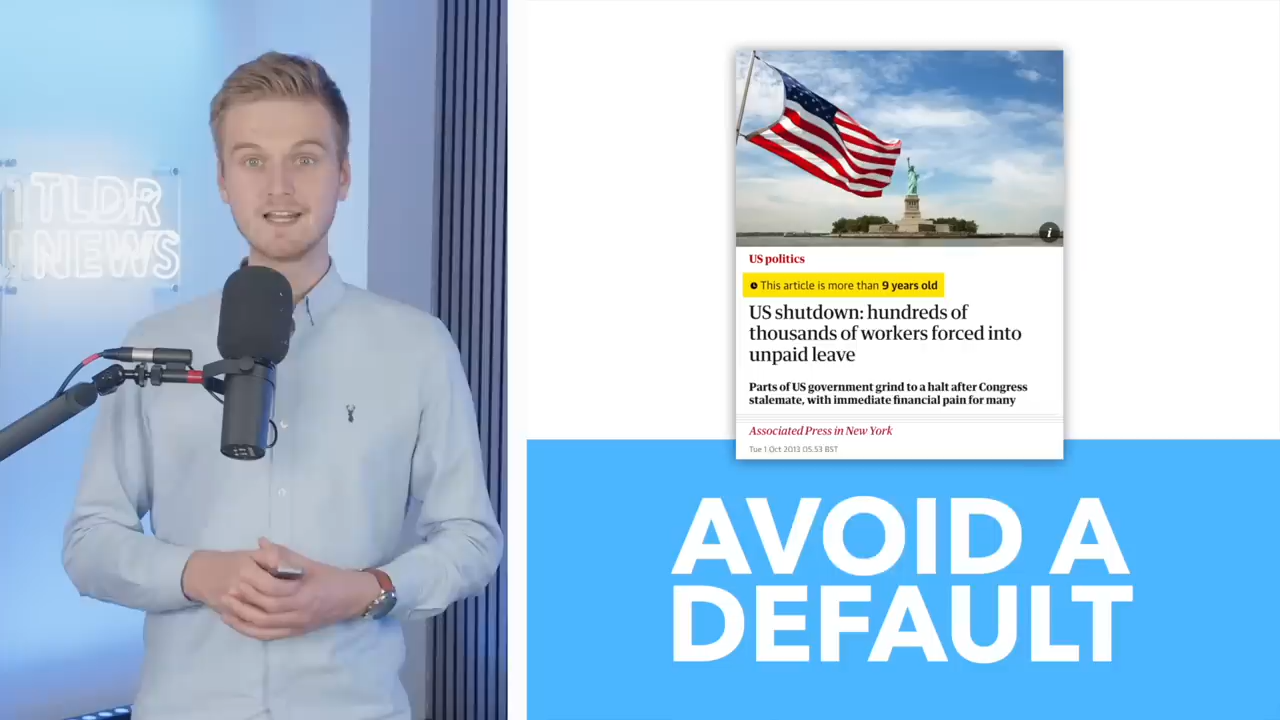 TLDR
NEWS
US politics
This article is more than 9 years old
US shutdown: hundreds of
thousands of workers forced into
unpaid leave
Parts of US government grind to a halt after Congress
stalemate, with immediate financial pain for many
Associated Press in New York
Tue 1 Oct 2013 05.53 BST
AVOID A
DEFAULT